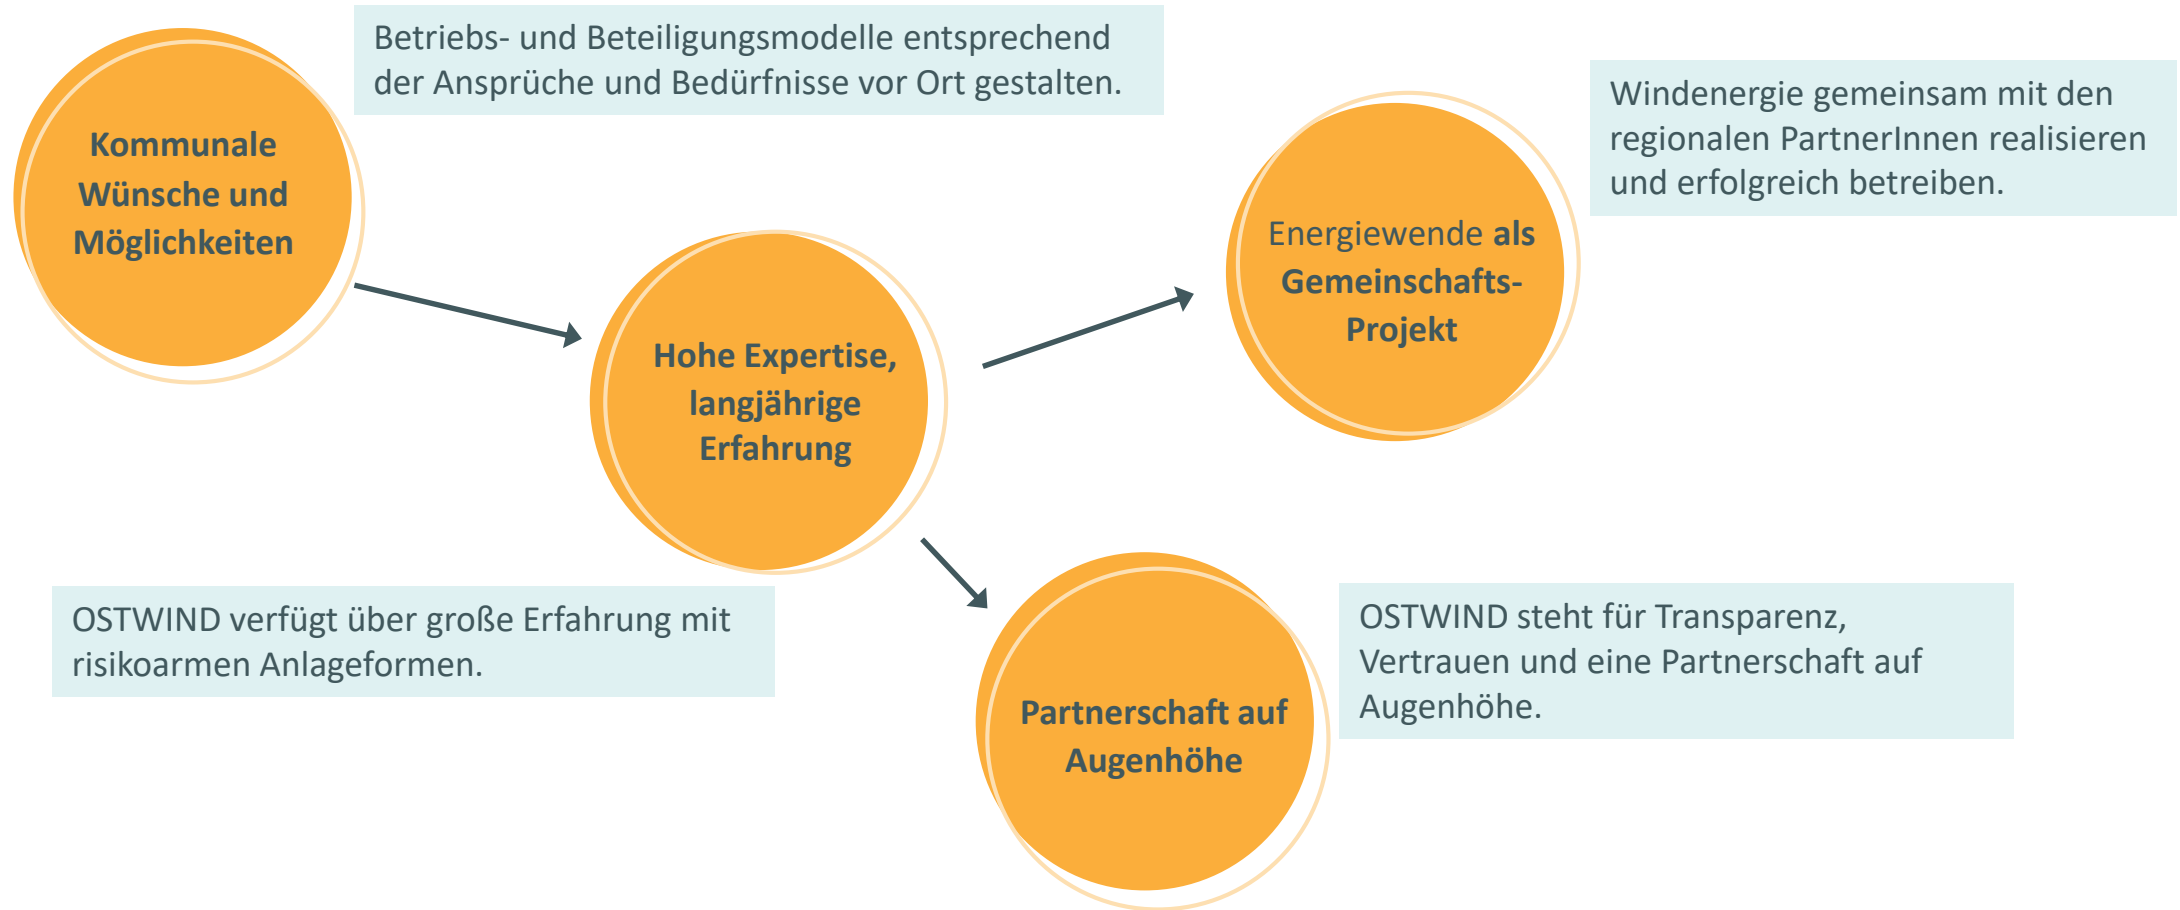 Kommunale
Wünsche und
Möglichkeiten
Betriebs- und Beteiligungsmodelle entsprechend
der Ansprüche und Bedürfnisse vor Ort gestalten.
Hohe Expertise,
langjährige
Erfahrung
OSTWIND verfügt über große Erfahrung mit
risikoarmen Anlageformen.
Energiewende als
Gemeinschafts-
Projekt
Windenergie gemeinsam mit den
regionalen PartnerInnen realisieren
und erfolgreich betreiben.
Partnerschaft auf
Augenhöhe
OSTWIND steht für Transparenz,
Vertrauen und eine Partnerschaft auf
Augenhöhe.